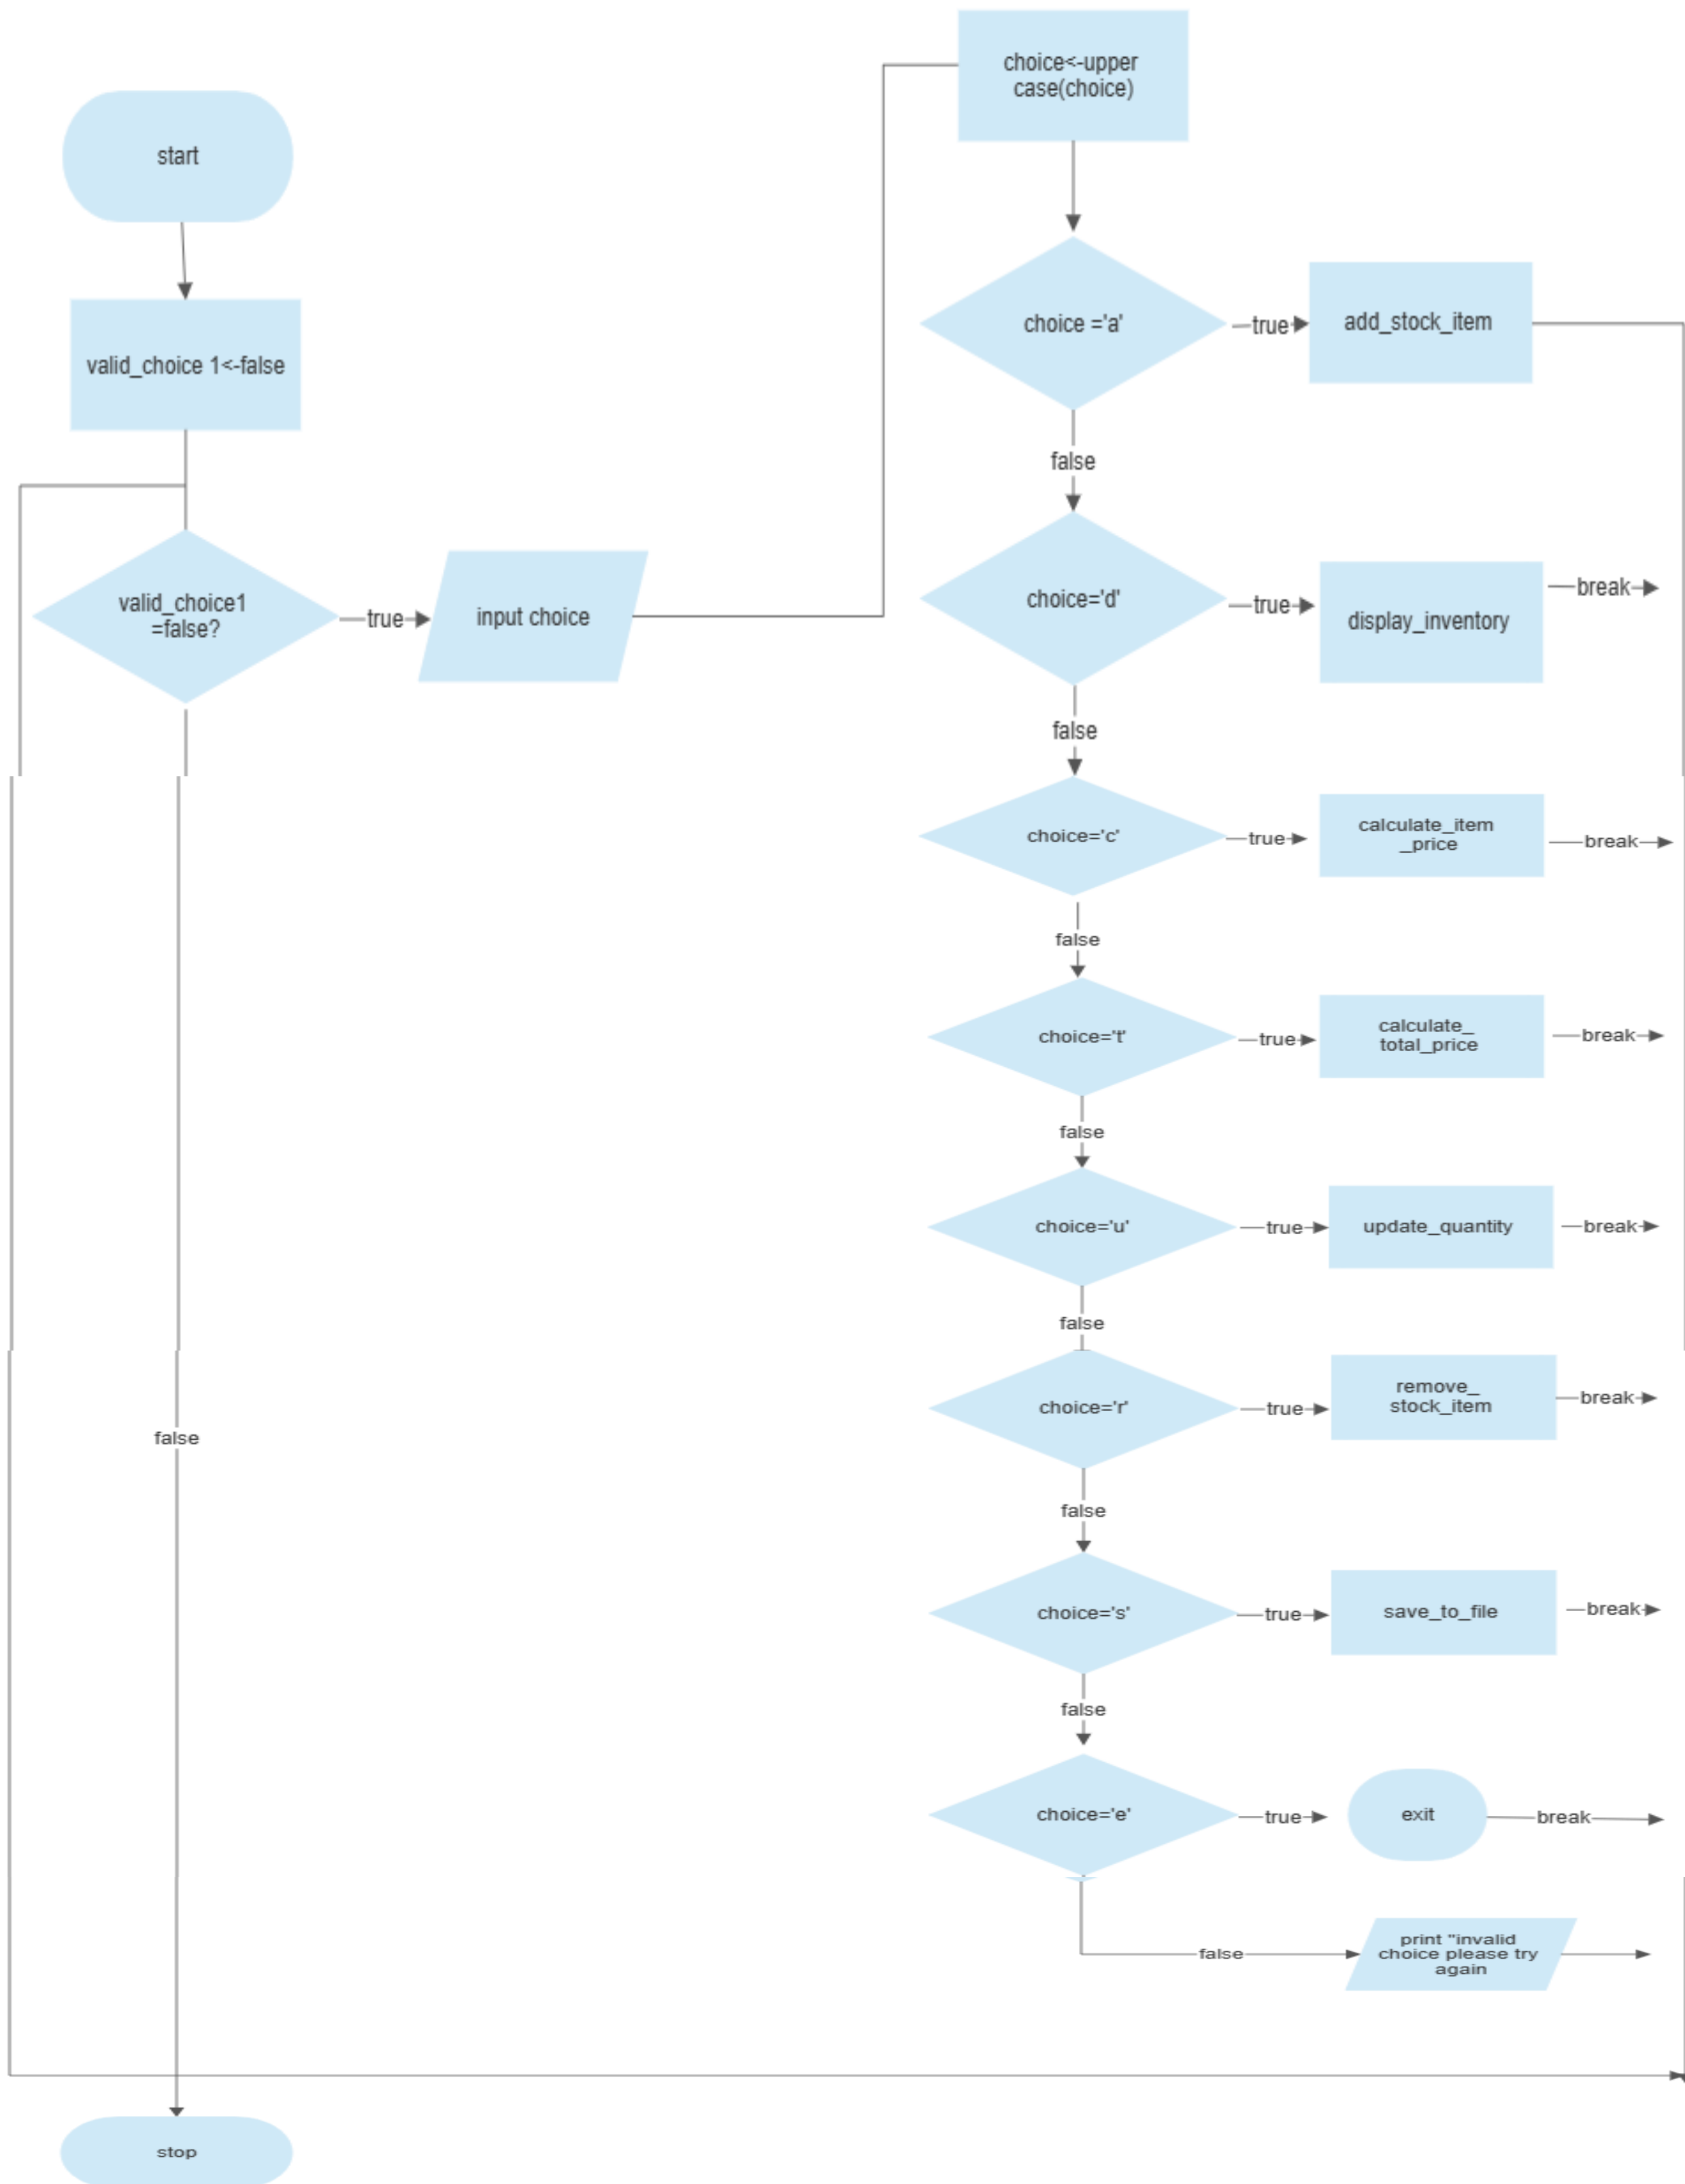 start
valid_choice 1<-false
valid_choice1
=false?
true
input choice
false
stop
choice<-upper
case(choice)
choice ='a'
true
add_stock_item
false
choice='d'
true
display_inventory
break
false
choice='c'
true
calculate_item
_price
break
false
choice='t'
true
calculate_
total_price
break
false
choice='u'
true
update_quantity
break
false
choice='r'
true
remove_
stock_item
break
false
choice='s'
true
save_to_file
break
false
choice='e'
true
exit
break
false
print "invalid
choice please try
again